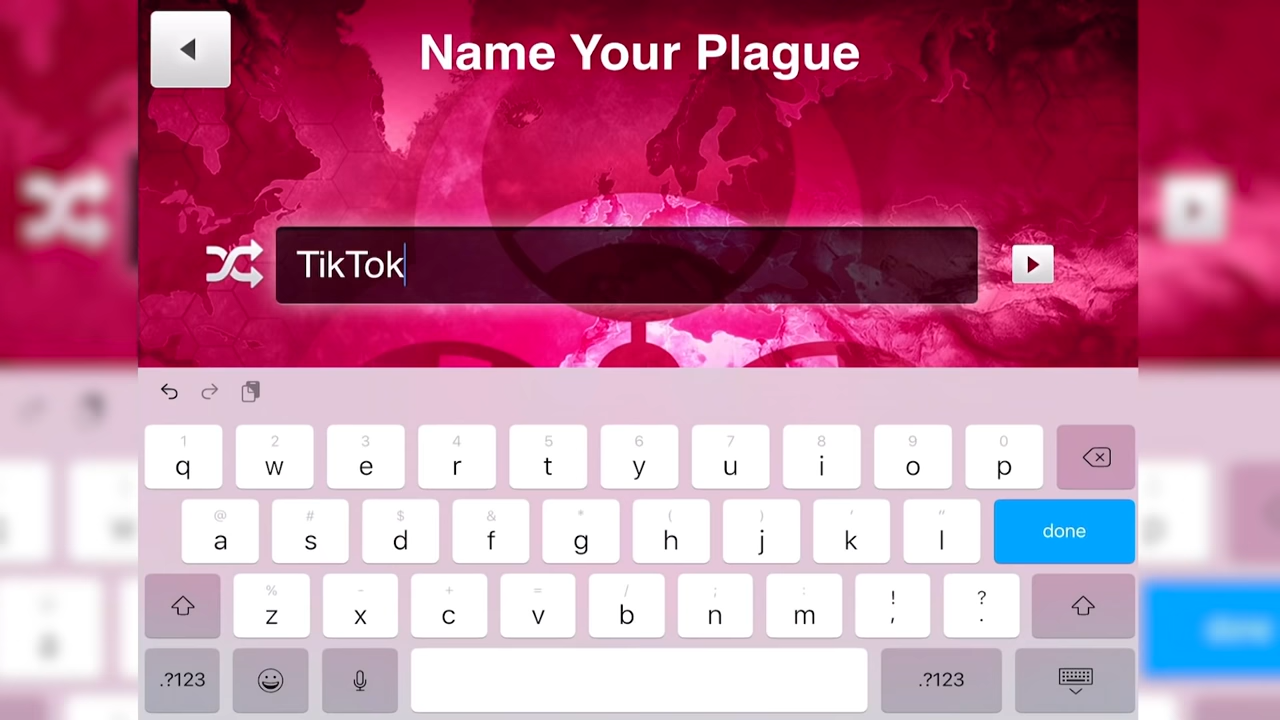 Name Your Plague
TikTok
1 2 3 4 5 6 7 8 9 0
q w e r t y u i o p
@ # $ & * ( ) ' "
a s d f g h j k l done
% - + = / ; : ! ?
z x c v b n m , .
.?123 .?123